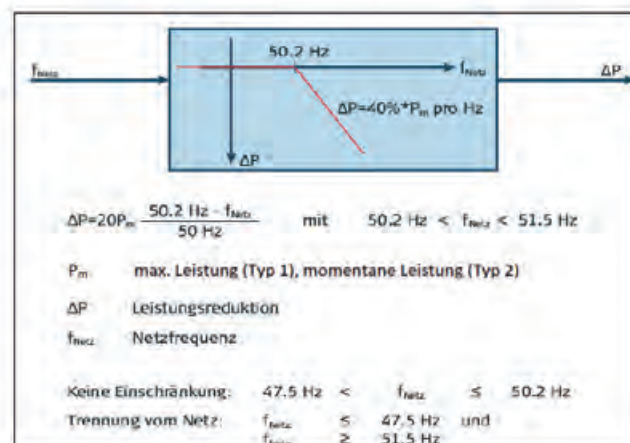 50.2 Hz
f_Netz f_Netz ΔP
ΔP=40%*P_m pro Hz
ΔP
ΔP=20P_m (50.2 Hz - f_Netz)/(50 Hz) mit 50.2 Hz < f_Netz < 51.5 Hz
P_m max. Leistung (Typ 1), momentane Leistung (Typ 2)
ΔP Leistungsreduktion
f_Netz Netzfrequenz
Keine Einschränkung: 47.5 Hz < f_Netz ≤ 50.2 Hz
Trennung vom Netz: f_Netz ≤ 47.5 Hz und
f_Netz ≥ 51.5 Hz